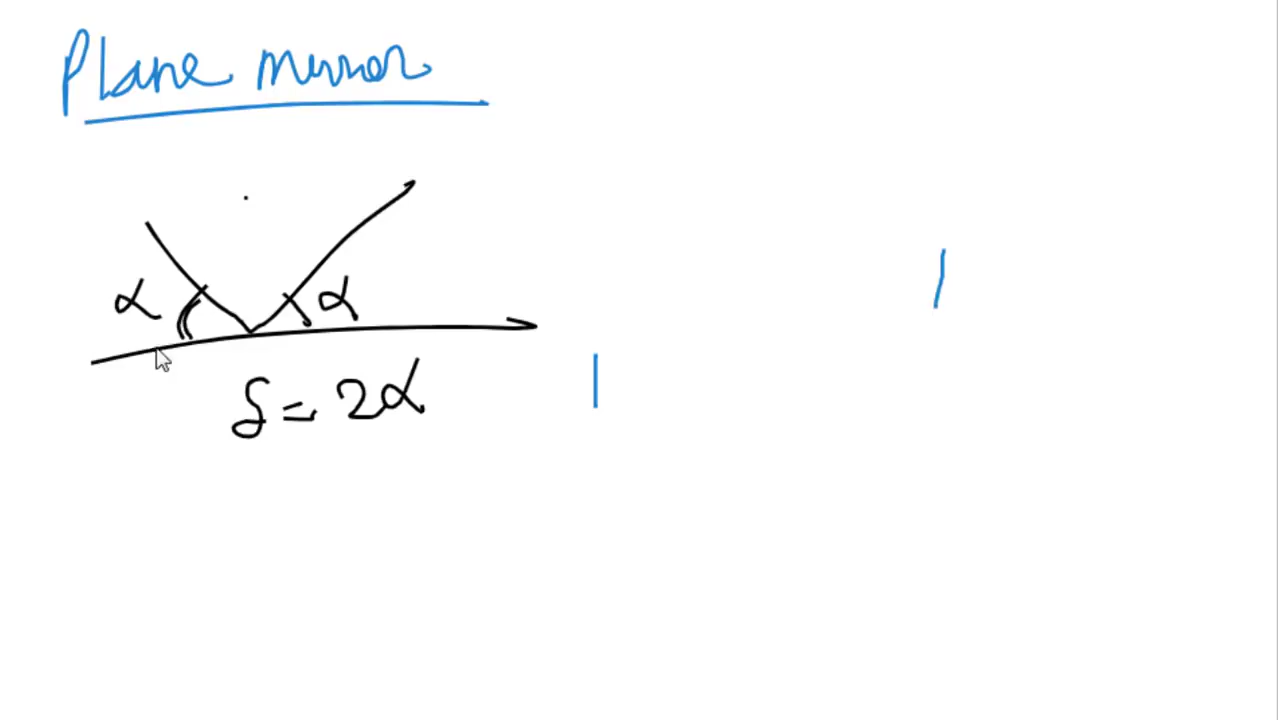 Plane mirror
α α
δ = 2α